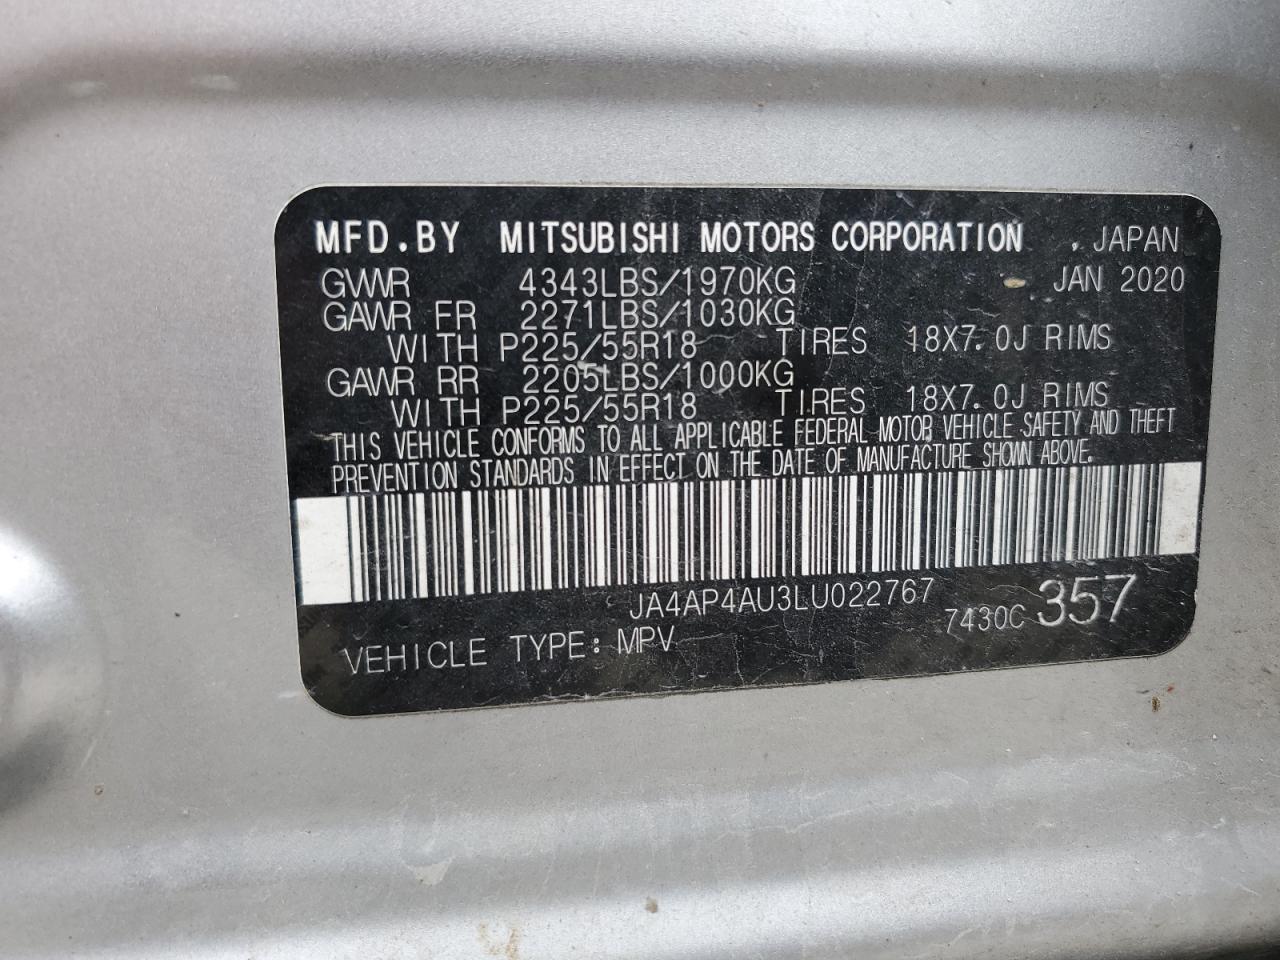 MFD.BY MITSUBISHI MOTORS CORPORATION , JAPAN
GVWR 4343LBS/1970KG JAN 2020
GAWR FR 2271LBS/1030KG
WITH P225/55R18 TIRES 18X7.0J RIMS
GAWR RR 2205LBS/1000KG
WITH P225/55R18 TIRES 18X7.0J RIMS
THIS VEHICLE CONFORMS TO ALL APPLICABLE FEDERAL MOTOR VEHICLE SAFETY AND THEFT
PREVENTION STANDARDS IN EFFECT ON THE DATE OF MANUFACTURE SHOWN ABOVE.
JA4AP4AU3LU022767
7430C 357
VEHICLE TYPE: MPV